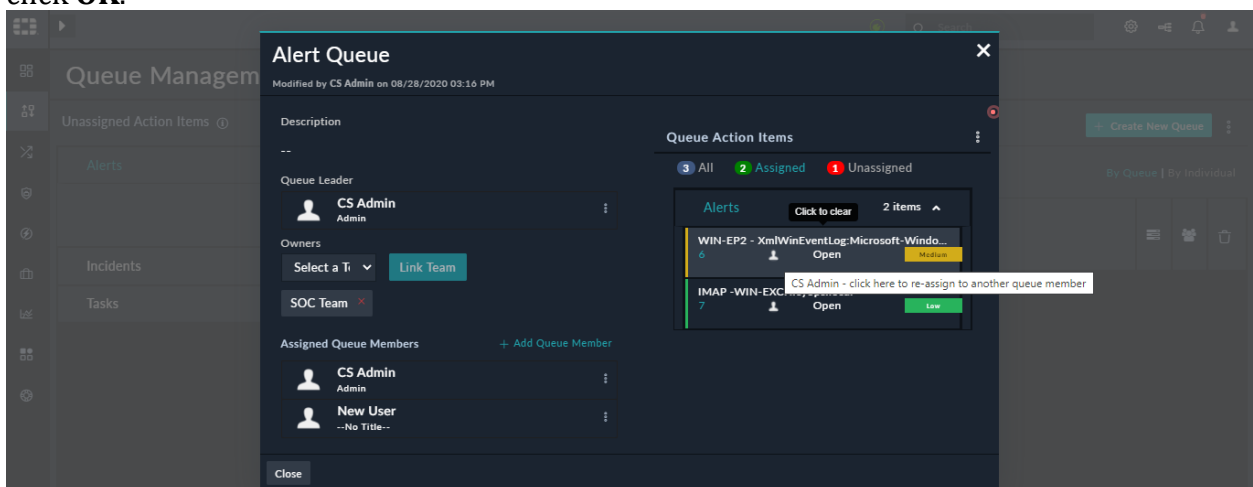 click OK.
Search
Alert Queue
Modified by CS Admin on 08/28/2020 03:16 PM
Queue Managem
Unassigned Action Items
+ Create New Queue
Alerts
By Queue | By Individual
Incidents
Tasks
Description
--
Queue Leader
CS Admin
Admin
Owners
Select a T
Link Team
SOC Team ×
Assigned Queue Members
+ Add Queue Member
CS Admin
Admin
New User
--No Title--
Queue Action Items
3 All 2 Assigned 1 Unassigned
Alerts
Click to clear
2 items
WIN-EP2 - XmlWinEventLog:Microsoft-Windo...
6 Open Medium
CS Admin - click here to re-assign to another queue member
IMAP -WIN-EXC
7 Open Low
Close